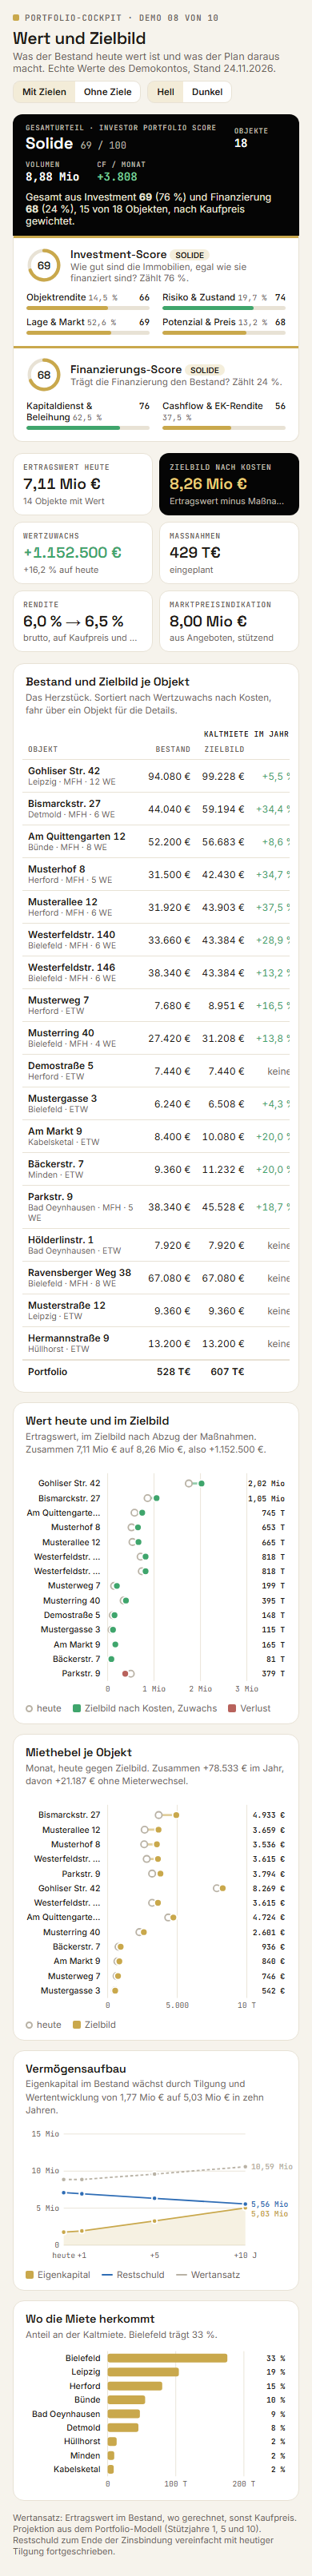 PORTFOLIO-COCKPIT · DEMO 08 VON 10
Wert und Zielbild
Was der Bestand heute wert ist und was der Plan daraus
macht. Echte Werte des Demokontos, Stand 24.11.2026.
Mit Zielen Ohne Ziele Hell Dunkel
GESAMTURTEIL · INVESTOR PORTFOLIO SCORE
Solide 69 / 100
OBJEKTE
18
VOLUMEN
8,88 Mio
CF / MONAT
+3.808
Gesamt aus Investment 69 (76 %) und Finanzierung
68 (24 %), 15 von 18 Objekten, nach Kaufpreis
gewichtet.
69
Investment-Score SOLIDE
Wie gut sind die Immobilien, egal wie sie
finanziert sind? Zählt 76 %.
Objektrendite 14,5 % 66
Risiko & Zustand 19,7 % 74
Lage & Markt 52,6 % 69
Potenzial & Preis 13,2 % 68
68
Finanzierungs-Score SOLIDE
Trägt die Finanzierung den Bestand? Zählt 24 %.
Kapitaldienst &
Beleihung 62,5 % 76
Cashflow & EK-Rendite
37,5 % 56
ERTRAGSWERT HEUTE
7,11 Mio €
14 Objekte mit Wert
ZIELBILD NACH KOSTEN
8,26 Mio €
Ertragswert minus Maßna...
WERTZUWACHS
+1.152.500 €
+16,2 % auf heute
MASSNAHMEN
429 T€
eingeplant
RENDITE
6,0 % → 6,5 %
brutto, auf Kaufpreis und ...
MARKTPREISINDIKATION
8,00 Mio €
aus Angeboten, stützend
Bestand und Zielbild je Objekt
Das Herzstück. Sortiert nach Wertzuwachs nach Kosten,
fahr über ein Objekt für die Details.
KALTMIETE IM JAHR
OBJEKT BESTAND ZIELBILD
Gohliser Str. 42 94.080 € 99.228 € +5,5 %
Leipzig · MFH · 12 WE
Bismarckstr. 27 44.040 € 59.194 € +34,4 %
Detmold · MFH · 6 WE
Am Quittengarten 12 52.200 € 56.683 € +8,6 %
Bünde · MFH · 8 WE
Musterhof 8 31.500 € 42.430 € +34,7 %
Herford · MFH · 5 WE
Musterallee 12 31.920 € 43.903 € +37,5 %
Herford · MFH · 6 WE
Westerfeldstr. 140 33.660 € 43.384 € +28,9 %
Bielefeld · MFH · 6 WE
Westerfeldstr. 146 38.340 € 43.384 € +13,2 %
Bielefeld · MFH · 6 WE
Musterweg 7 7.680 € 8.951 € +16,5 %
Herford · ETW
Musterring 40 27.420 € 31.208 € +13,8 %
Bielefeld · MFH · 4 WE
Demostraße 5 7.440 € 7.440 € keine
Herford · ETW
Mustergasse 3 6.240 € 6.508 € +4,3 %
Bielefeld · ETW
Am Markt 9 8.400 € 10.080 € +20,0 %
Kabelsketal · ETW
Bäckerstr. 7 9.360 € 11.232 € +20,0 %
Minden · ETW
Parkstr. 9 38.340 € 45.528 € +18,7 %
Bad Oeynhausen · MFH · 5
WE
Hölderlinstr. 1 7.920 € 7.920 € keine
Bad Oeynhausen · ETW
Ravensberger Weg 38 67.080 € 67.080 € keine
Bielefeld · MFH · 8 WE
Musterstraße 12 9.360 € 9.360 € keine
Leipzig · ETW
Hermannstraße 9 13.200 € 13.200 € keine
Hüllhorst · ETW
Portfolio 528 T€ 607 T€
Wert heute und im Zielbild
Ertragswert, im Zielbild nach Abzug der Maßnahmen.
Zusammen 7,11 Mio € auf 8,26 Mio €, also +1.152.500 €.
Gohliser Str. 42 2,02 Mio
Bismarckstr. 27 1,05 Mio
Am Quittengarte... 745 T
Musterhof 8 653 T
Musterallee 12 665 T
Westerfeldstr. ... 818 T
Westerfeldstr. ... 818 T
Musterweg 7 199 T
Musterring 40 395 T
Demostraße 5 148 T
Mustergasse 3 115 T
Am Markt 9 165 T
Bäckerstr. 7 81 T
Parkstr. 9 379 T
0 1 Mio 2 Mio 3 Mio
heute Zielbild nach Kosten, Zuwachs Verlust
Miethebel je Objekt
Monat, heute gegen Zielbild. Zusammen +78.533 € im Jahr,
davon +21.187 € ohne Mieterwechsel.
Bismarckstr. 27 4.933 €
Musterallee 12 3.659 €
Musterhof 8 3.536 €
Westerfeldstr. ... 3.615 €
Parkstr. 9 3.794 €
Gohliser Str. 42 8.269 €
Westerfeldstr. ... 3.615 €
Am Quittengarte... 4.724 €
Musterring 40 2.601 €
Bäckerstr. 7 936 €
Am Markt 9 840 €
Musterweg 7 746 €
Mustergasse 3 542 €
0 5.000 10 T
heute Zielbild
Vermögensaufbau
Eigenkapital im Bestand wächst durch Tilgung und
Wertentwicklung von 1,77 Mio € auf 5,03 Mio € in zehn
Jahren.
15 Mio
10 Mio
5 Mio
0
10,59 Mio
5,56 Mio
5,03 Mio
heute +1 +5 +10 J
Eigenkapital Restschuld Wertansatz
Wo die Miete herkommt
Anteil an der Kaltmiete. Bielefeld trägt 33 %.
Bielefeld 33 %
Leipzig 19 %
Herford 15 %
Bünde 10 %
Bad Oeynhausen 9 %
Detmold 8 %
Hüllhorst 2 %
Minden 2 %
Kabelsketal 2 %
0 100 T 200 T
Wertansatz: Ertragswert im Bestand, wo gerechnet, sonst Kaufpreis.
Projektion aus dem Portfolio-Modell (Stützjahre 1, 5 und 10).
Restschuld zum Ende der Zinsbindung vereinfacht mit heutiger
Tilgung fortgeschrieben.